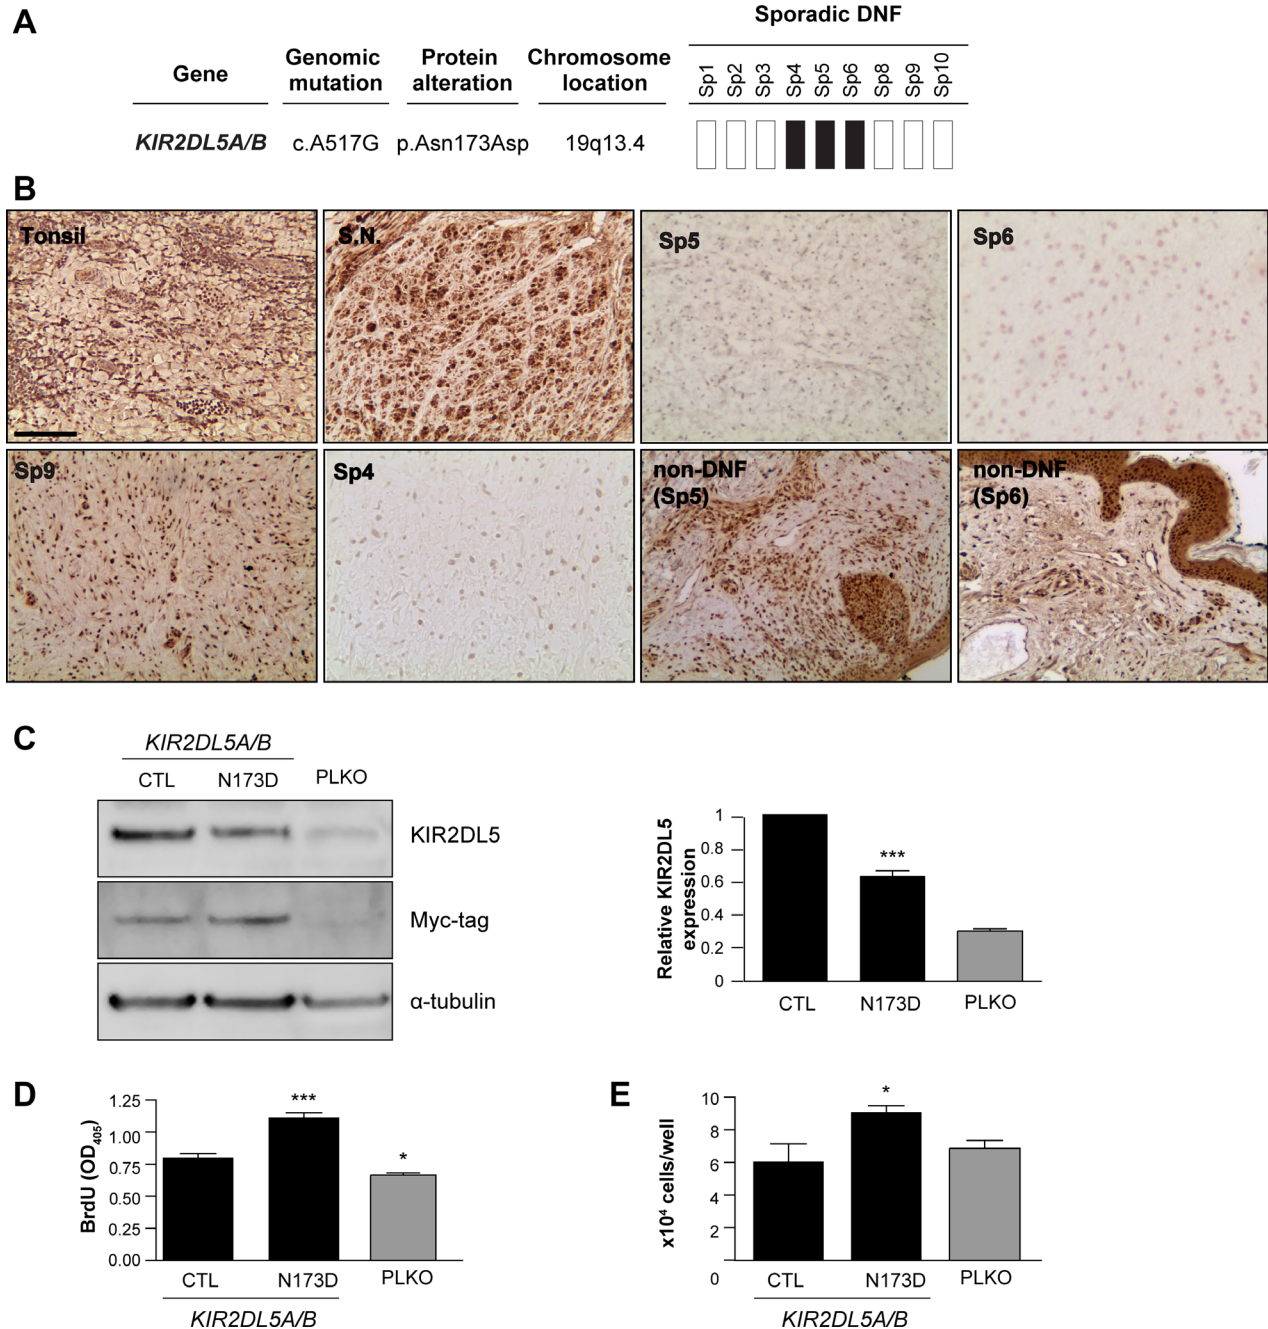 A
Sporadic DNF
Gene
Genomic mutation
Protein alteration
Chromosome location
Sp1 Sp2 Sp3 Sp4 Sp5 Sp6 Sp8 Sp9 Sp10
KIR2DL5A/B c.A517G p.Asn173Asp 19q13.4
B
Tonsil S.N. Sp5 Sp6
Sp9 Sp4 non-DNF (Sp5) non-DNF (Sp6)
C
KIR2DL5A/B
CTL N173D PLKO
KIR2DL5
Myc-tag
α-tubulin
Relative KIR2DL5 expression
1
0.8
0.6
0.4
0.2
0
***
CTL N173D PLKO
D
BrdU (OD405)
1.25
1.00
0.75
0.50
0.25
0.00
***
*
CTL N173D PLKO
KIR2DL5A/B
E
x10⁴ cells/well
10
8
6
4
2
0
*
CTL N173D PLKO
KIR2DL5A/B